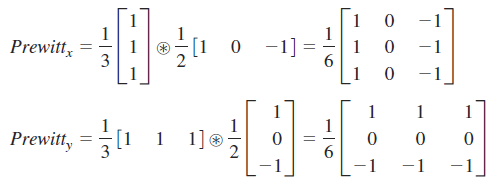 Prewittₓ = 1/3 [1; 1; 1] ⊛ 1/2 [1 0 −1] = 1/6 [1 0 −1; 1 0 −1; 1 0 −1]
Prewittᵧ = 1/3 [1 1 1] ⊛ 1/2 [1; 0; −1] = 1/6 [1 1 1; 0 0 0; −1 −1 −1]